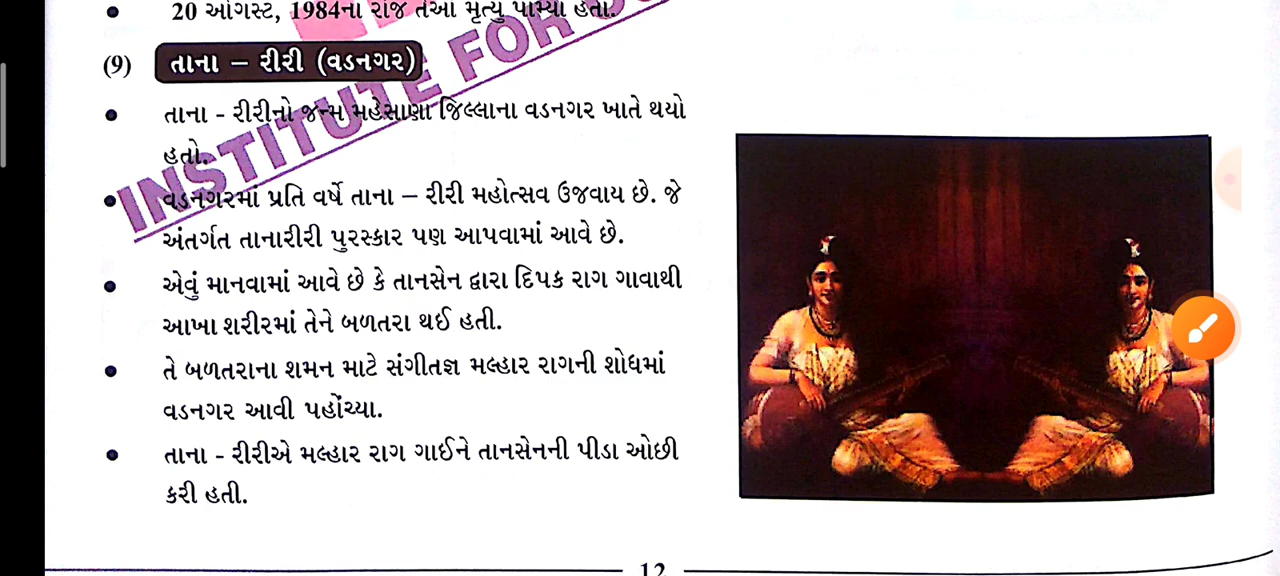 20 ઑગસ્ટ, 1984ના રોજ તેઓ મૃત્યુ પામ્યા હતા.
(9) તાના – રીરી (વડનગર)
તાના - રીરીનો જન્મ મહેસાણા જિલ્લાના વડનગર ખાતે થયો
હતો.
વડનગરમાં પ્રતિ વર્ષે તાના – રીરી મહોત્સવ ઉજવાય છે. જે
અંતર્ગત તાનારીરી પુરસ્કાર પણ આપવામાં આવે છે.
એવું માનવામાં આવે છે કે તાનસેન દ્વારા દિપક રાગ ગાવાથી
આખા શરીરમાં તેને બળતરા થઈ હતી.
તે બળતરાના શમન માટે સંગીતજ્ઞ મલ્હાર રાગની શોધમાં
વડનગર આવી પહોંચ્યા.
તાના - રીરીએ મલ્હાર રાગ ગાઈને તાનસેનની પીડા ઓછી
કરી હતી.
INSTITUTE FOR
12